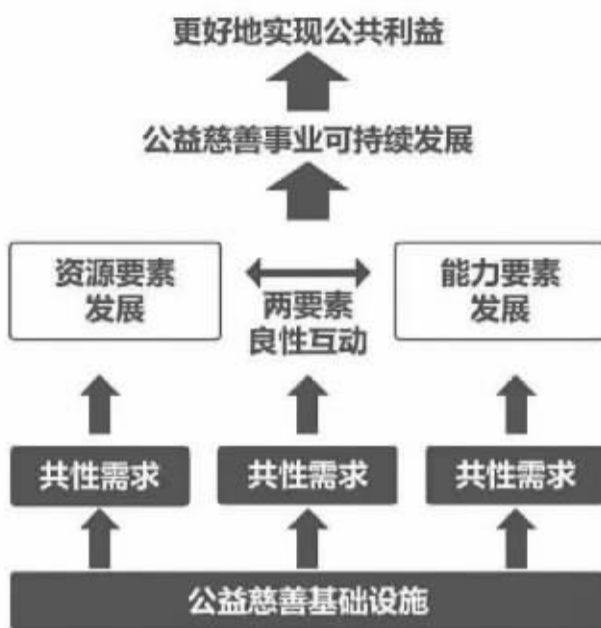 更好地实现公共利益
公益慈善事业可持续发展
资源要素
发展
两要素
良性互动
能力要素
发展
共性需求
共性需求
共性需求
公益慈善基础设施